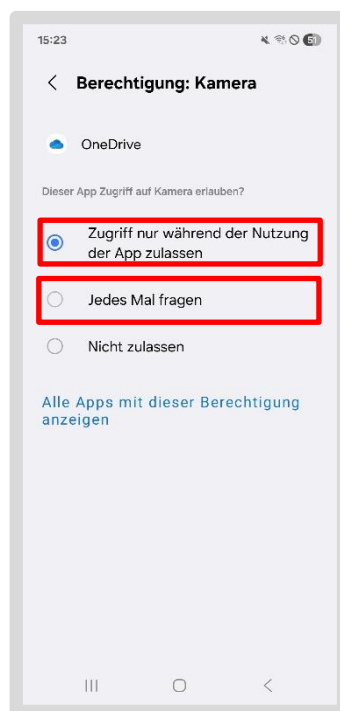 15:23
Berechtigung: Kamera
OneDrive
Dieser App Zugriff auf Kamera erlauben?
Zugriff nur während der Nutzung
der App zulassen
Jedes Mal fragen
Nicht zulassen
Alle Apps mit dieser Berechtigung
anzeigen